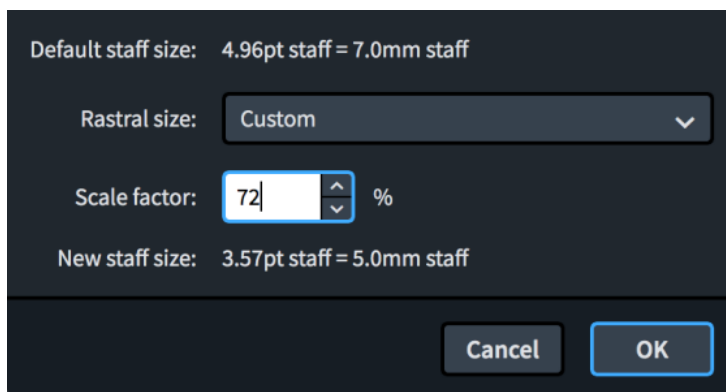 Default staff size: 4.96pt staff = 7.0mm staff
Rastral size: Custom
Scale factor: 72 %
New staff size: 3.57pt staff = 5.0mm staff
Cancel OK